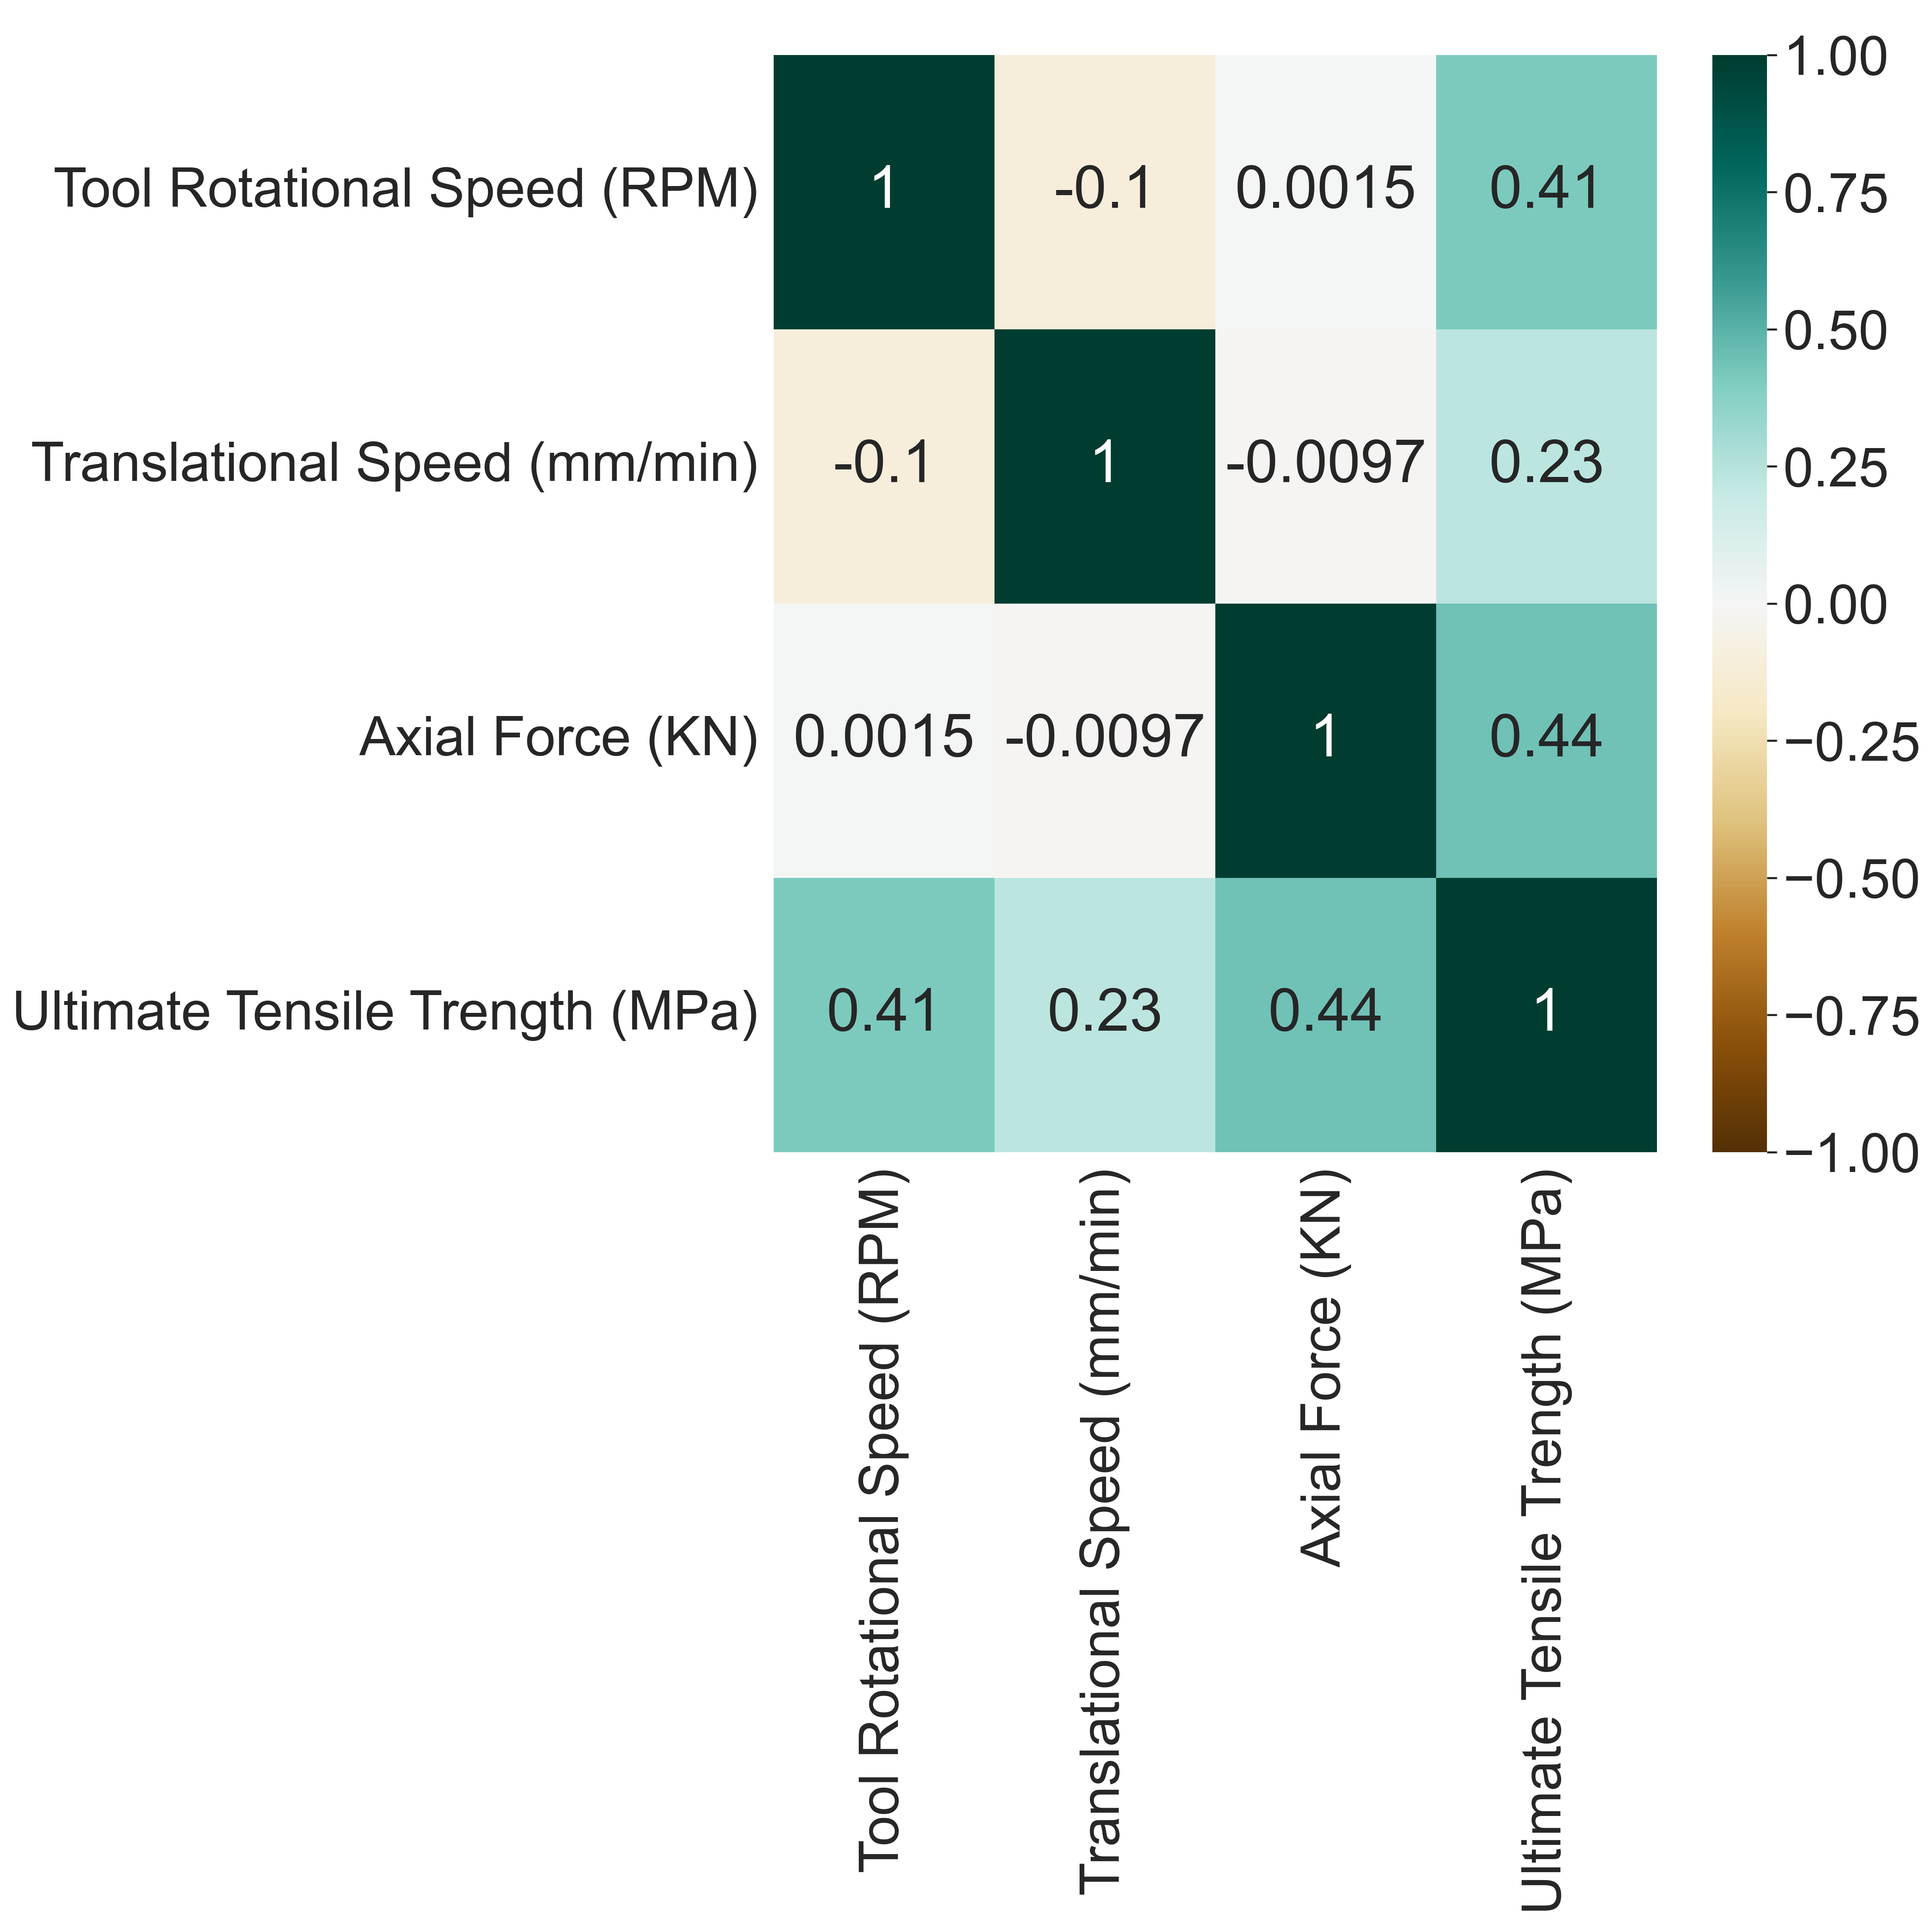 Tool Rotational Speed (RPM) 1 -0.1 0.0015 0.41
Translational Speed (mm/min) -0.1 1 -0.0097 0.23
Axial Force (KN) 0.0015 -0.0097 1 0.44
Ultimate Tensile Trength (MPa) 0.41 0.23 0.44 1
Tool Rotational Speed (RPM)
Translational Speed (mm/min)
Axial Force (KN)
Ultimate Tensile Trength (MPa)
1.00
0.75
0.50
0.25
0.00
−0.25
−0.50
−0.75
−1.00